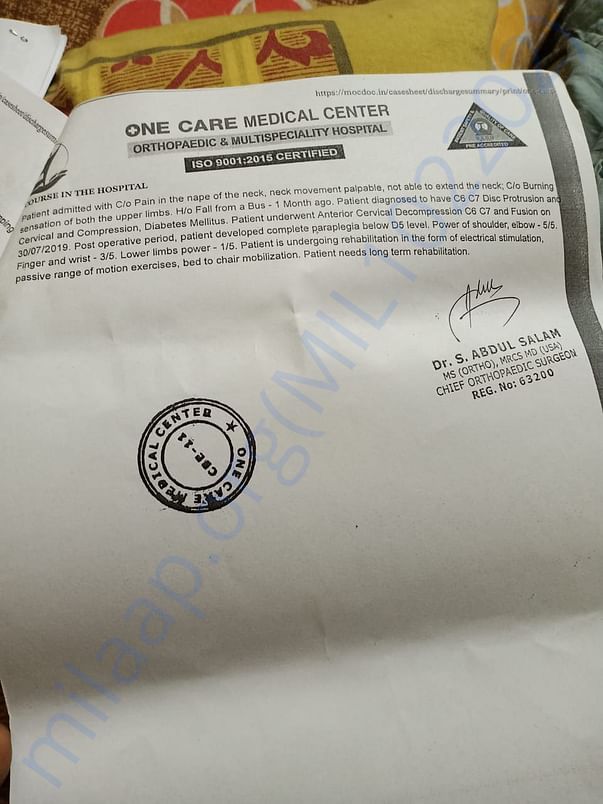 https://mocdoc.in/casesheet/dischargesummary/print/
ONE CARE MEDICAL CENTER
ORTHOPAEDIC & MULTISPECIALITY HOSPITAL
ISO 9001:2015 CERTIFIED
PRE ACCREDITED
COURSE IN THE HOSPITAL
Patient admitted with C/o Pain in the nape of the neck, neck movement palpable, not able to extend the neck; C/o Burning
sensation of both the upper limbs. H/o Fall from a Bus - 1 Month ago. Patient diagnosed to have C6 C7 Disc Protrusion and
Cervical and Compression, Diabetes Mellitus. Patient underwent Anterior Cervical Decompression C6 C7 and Fusion on
30/07/2019. Post operative period, patient developed complete paraplegia below D5 level. Power of shoulder, elbow - 5/5.
Finger and wrist - 3/5. Lower limbs power - 1/5. Patient is undergoing rehabilitation in the form of electrical stimulation,
passive range of motion exercises, bed to chair mobilization. Patient needs long term rehabilitation.
Dr. S. ABDUL SALAM
MS (ORTHO), MRCS MD (USA)
CHIEF ORTHOPAEDIC SURGEON
REG. No: 63200
ONE CARE MEDICAL CENTER
milaap.org(MIL